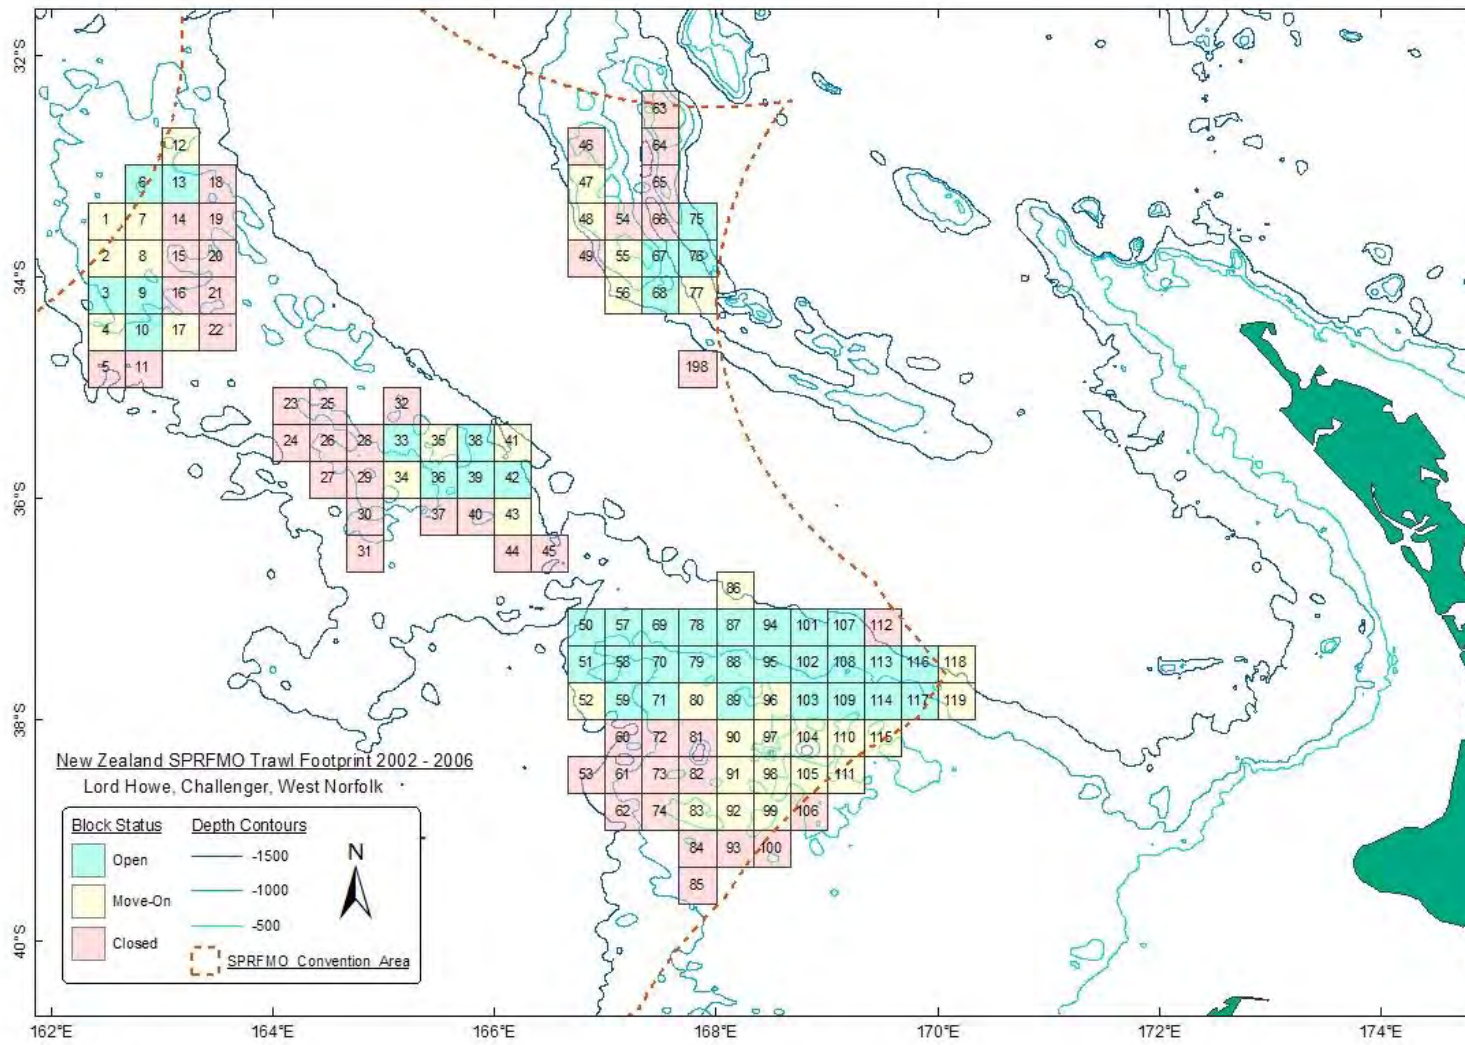 32°S
34°S
36°S
38°S
40°S
63
46 64
12
47 65
6 13 18
1 7 14 19
48 54 66 75
2 8 15 20
49 55 67 76
3 9 16 21
56 68 77
4 10 17 22
5 11
198
23 25 32
24 26 28 33 35 38 41
27 29 34 36 39 42
30 37 40 43
31 44 45
86
50 57 69 78 87 94 101 107 112
51 58 70 79 88 95 102 108 113 116 118
52 59 71 80 89 96 103 109 114 117 119
60 72 81 90 97 104 110 115
53 61 73 82 91 98 105 111
62 74 83 92 99 106
84 93 100
85
New Zealand SPRFMO Trawl Footprint 2002 - 2006
Lord Howe, Challenger, West Norfolk
Block Status Depth Contours
Open -1500
Move-On -1000
Closed -500
SPRFMO Convention Area
N
162°E 164°E 166°E 168°E 170°E 172°E 174°E